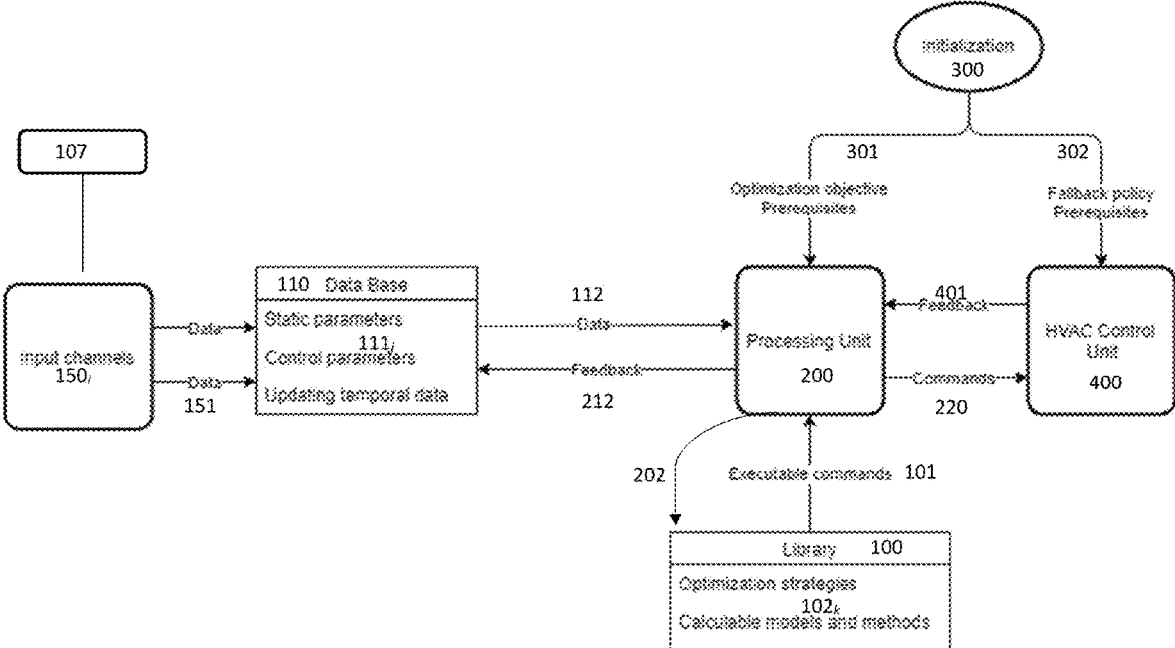 Initialization
300
107
301
302
Optimization objective
Prerequisites
Fallback policy
Prerequisites
110 Data Base
112
401
Data
Static parameters
Data
Feedback
Input channels
150i
111j
Control parameters
Processing Unit
200
HVAC Control
Unit
400
Data
151
Updating temporal data
Feedback
212
Commands
220
202
Executable commands 101
Library 100
Optimization strategies
102k
Calculable models and methods